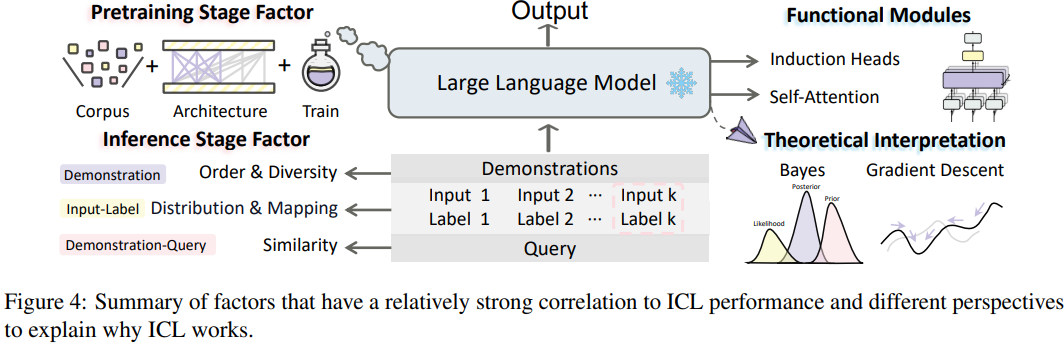 Pretraining Stage Factor
Corpus
+
Architecture
+
Train
Inference Stage Factor
Demonstration Order & Diversity
Input-Label Distribution & Mapping
Demonstration-Query Similarity
Output
Large Language Model
Demonstrations
Input 1 Input 2 ··· Input k
Label 1 Label 2 ··· Label k
Query
Functional Modules
Induction Heads
Self-Attention
Theoretical Interpretation
Bayes
Posterior
Prior
Likelihood
Gradient Descent
Figure 4: Summary of factors that have a relatively strong correlation to ICL performance and different perspectives
to explain why ICL works.